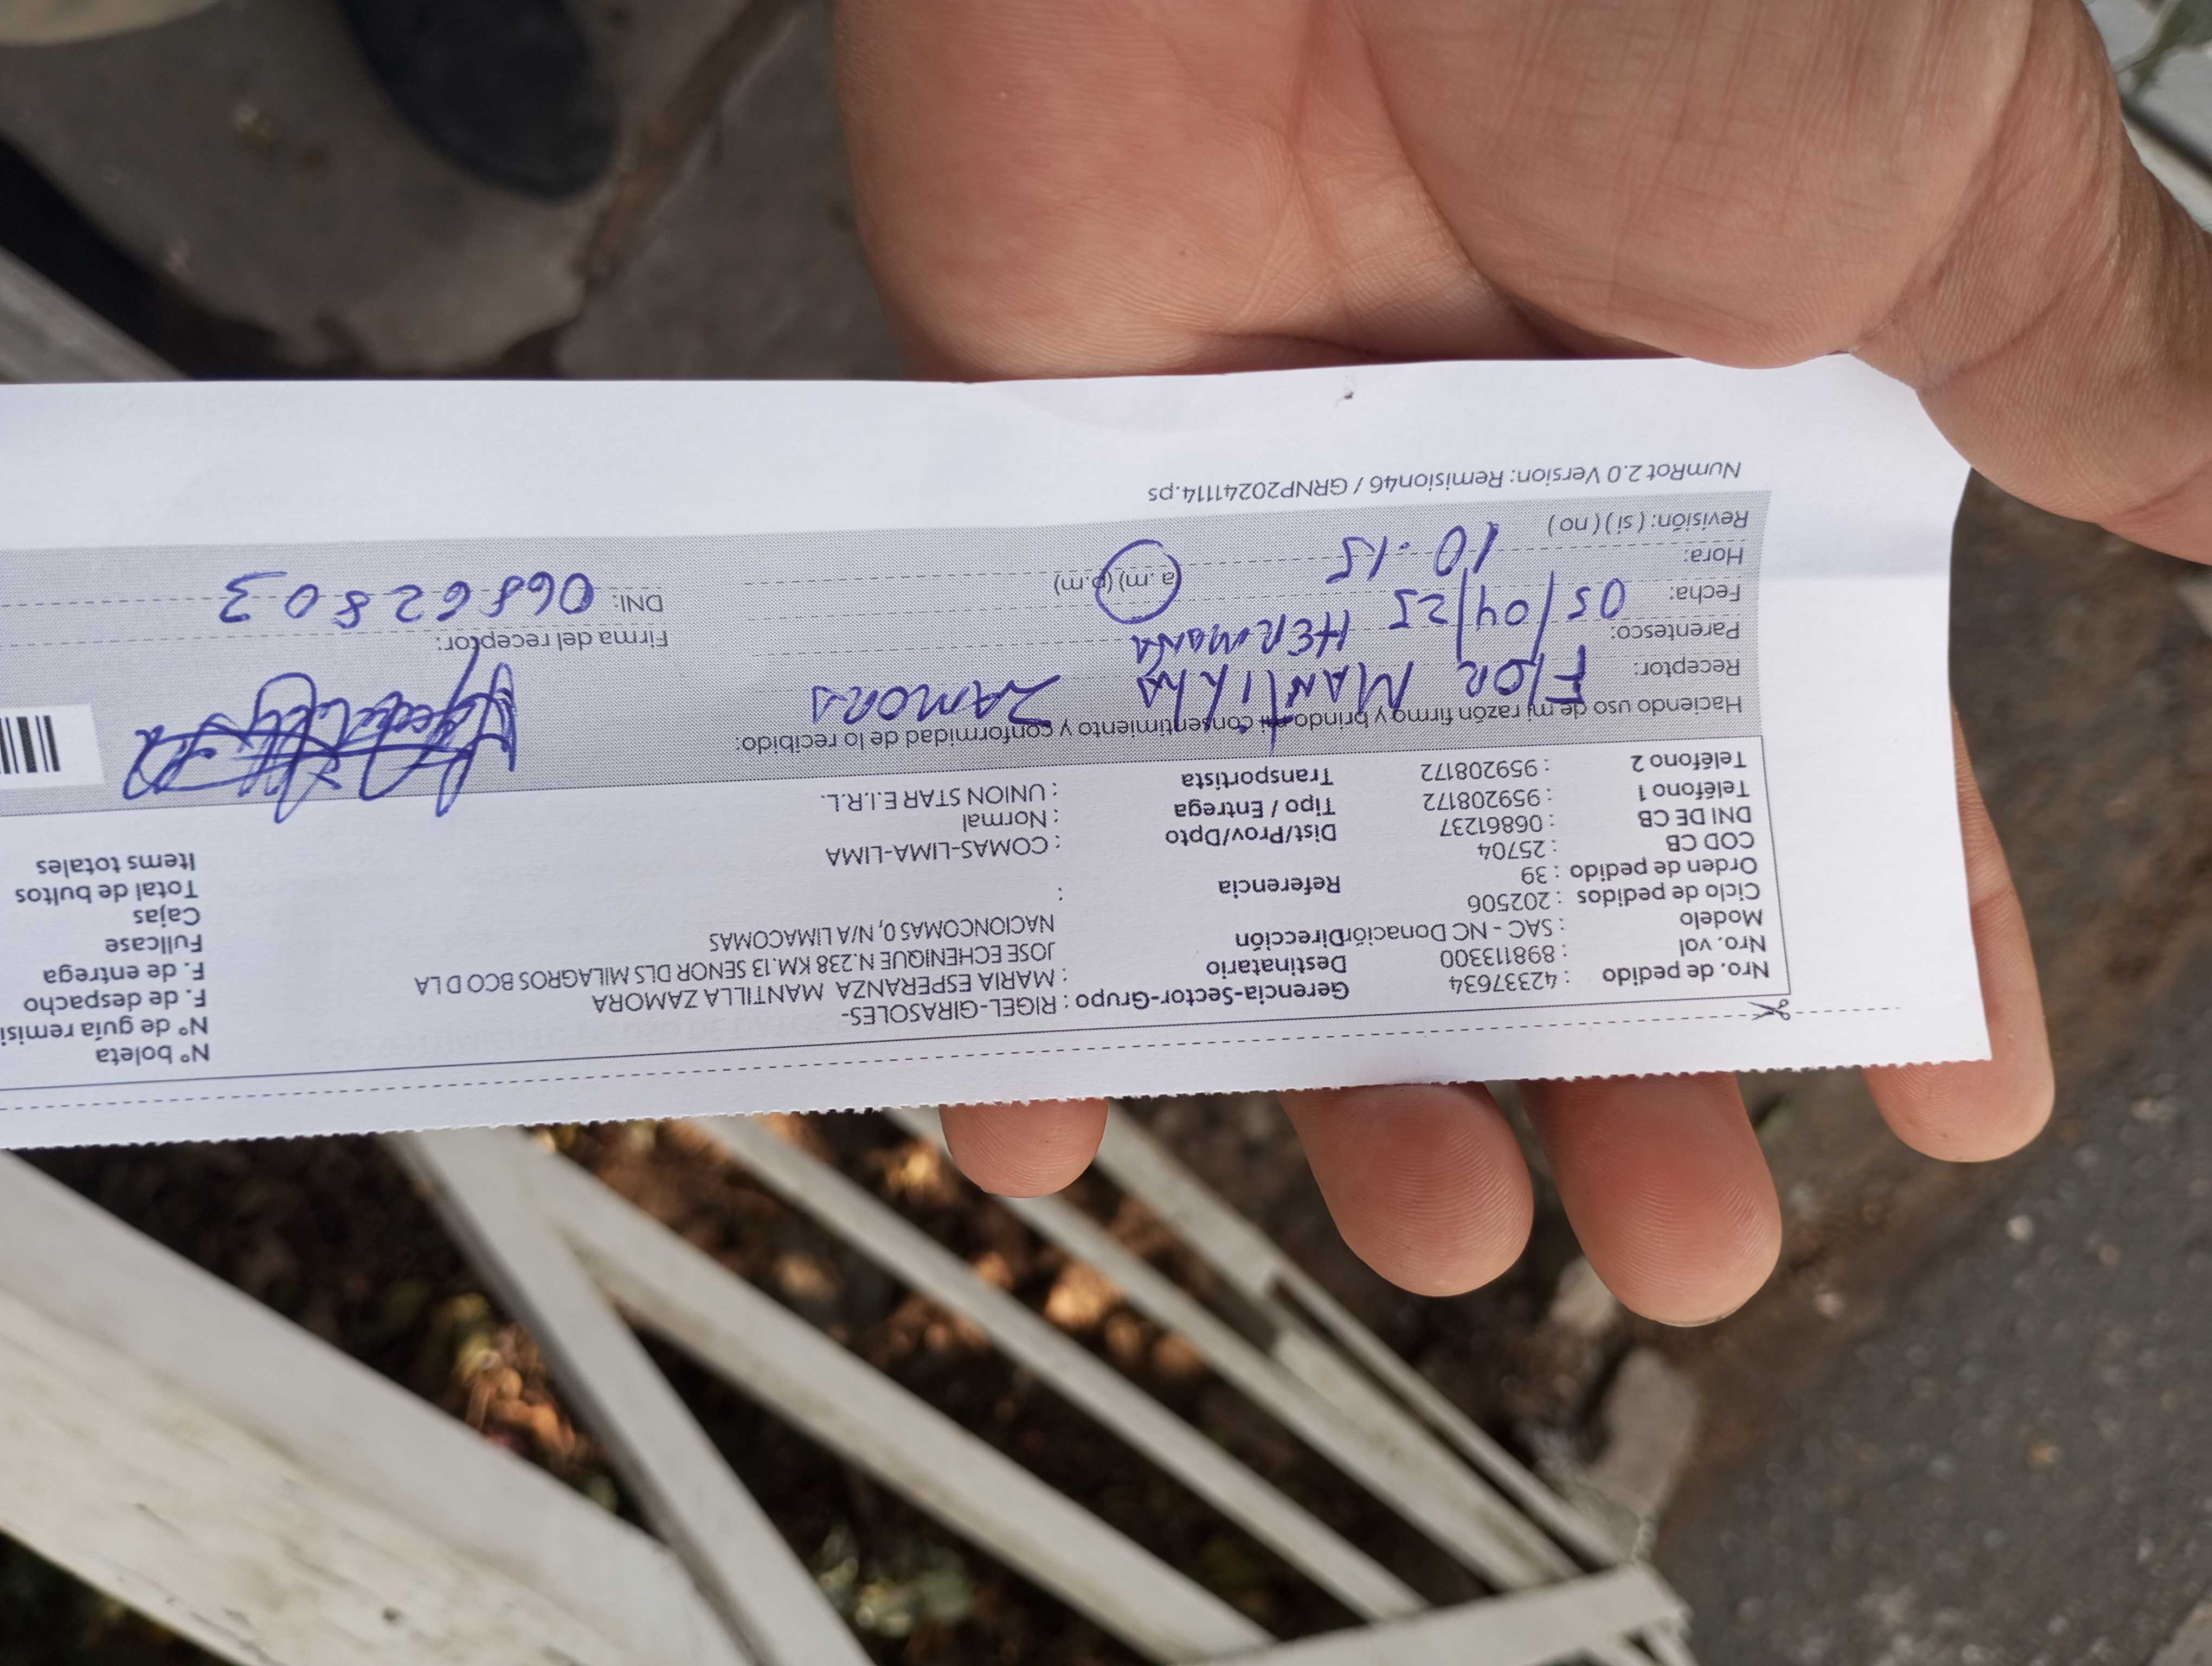 Nº boleta
Nro. de pedido : 42337634 Gerencia-Sector-Grupo : RIGEL-GIRASOLES- Nº de guía remisi
Nro. vol : 898113300 Destinatario : MARIA ESPERANZA MANTILLA ZAMORA F. de despacho
Modelo : SAC - NC Donación Dirección JOSE ECHENIQUE N.238 KM.13 SENOR DLS MILAGROS BCO D LA F. de entrega
Ciclo de pedidos : 202506 NACIONCOMAS 0, N/A LIMACOMAS Fullcase
Orden de pedido : 39 Referencia : Cajas
COD CB : 25704 Total de bultos
DNI DE CB : 06861237 Dist/Prov/Dpto : COMAS-LIMA-LIMA Items totales
Teléfono 1 : 959208172 Tipo / Entrega : Normal
Teléfono 2 : 959208172 Transportista : UNION STAR E.I.R.L.
Haciendo uso de mi razón firmo y brindo mi consentimiento y conformidad de lo recibido:
Receptor: FLOR MANTILLA ZAMORA
Parentesco: HERMANA Firma del receptor:
Fecha: 05/04/25 DNI: 06862803
Hora: 10.15 (a.m) (p.m)
Revisión: ( si ) ( no )
NumRot 2.0 Version: Remision46 / GRNP20241114.ps